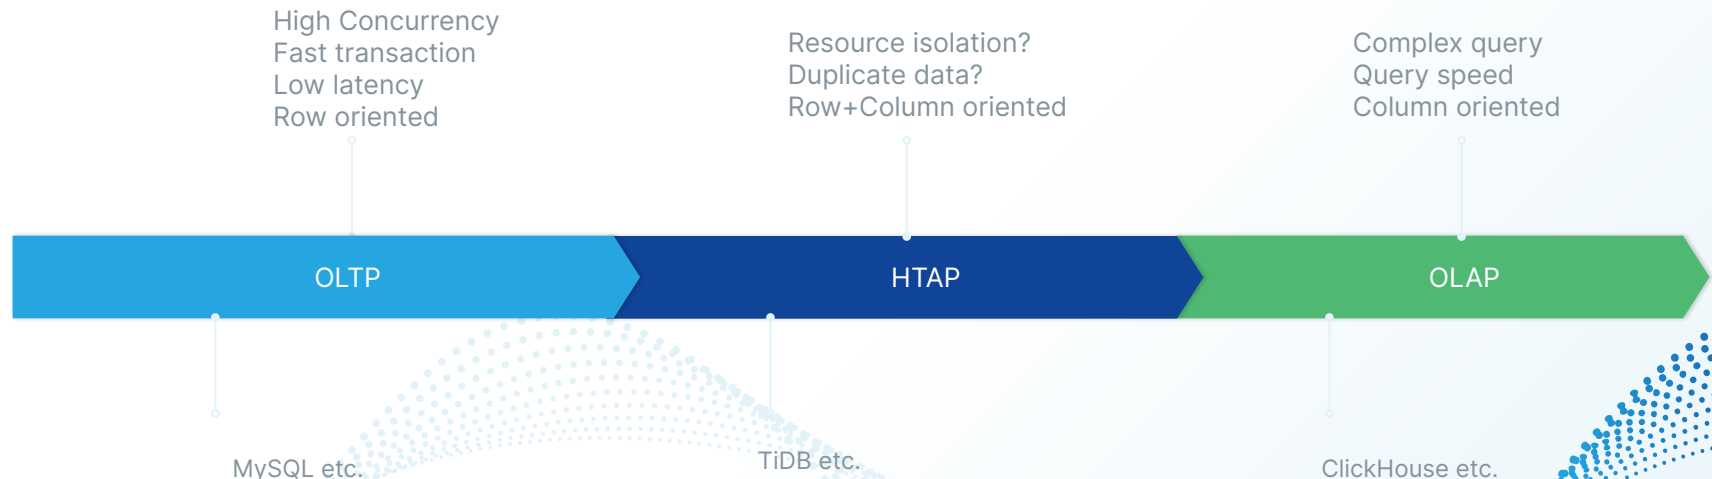 High Concurrency
Fast transaction
Low latency
Row oriented
Resource isolation?
Duplicate data?
Row+Column oriented
Complex query
Query speed
Column oriented
OLTP
HTAP
OLAP
MySQL etc.
TiDB etc.
ClickHouse etc.